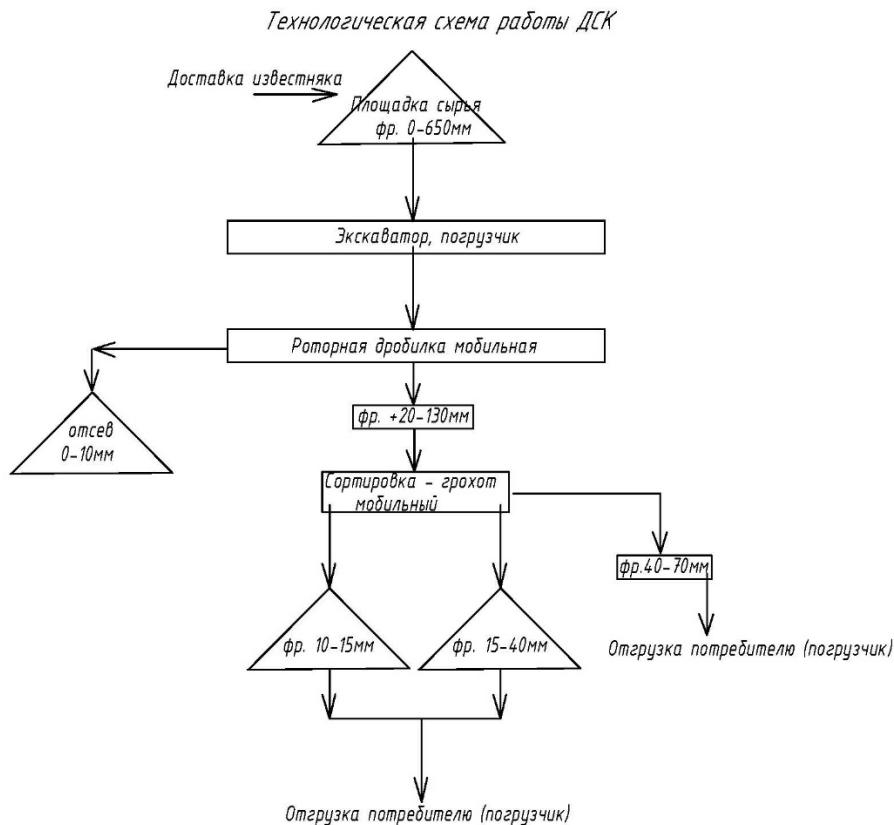 Технологическая схема работы ДСК
Доставка известняка
Площадка сырья
фр. 0-650мм
Экскаватор, погрузчик
Роторная дробилка мобильная
фр. +20-130мм
отсев
0-10мм
Сортировка - грохот
мобильный
фр.40-70мм
фр. 10-15мм
фр. 15-40мм
Отгрузка потребителю (погрузчик)
Отгрузка потребителю (погрузчик)